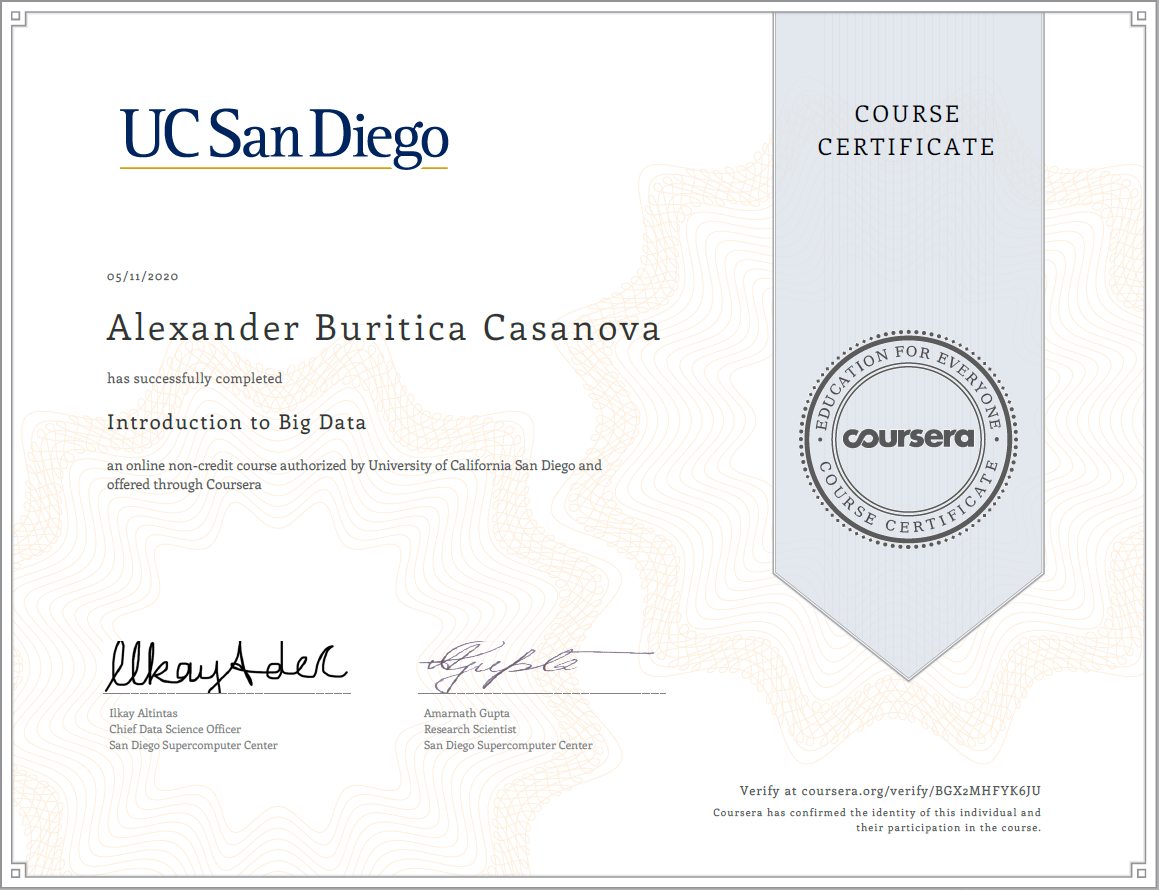 UC San Diego
COURSE
CERTIFICATE
05/11/2020
Alexander Buritica Casanova
has successfully completed
Introduction to Big Data
an online non-credit course authorized by University of California San Diego and
offered through Coursera
EDUCATION FOR EVERYONE
coursera
COURSE CERTIFICATE
Ilkay Altintas
Chief Data Science Officer
San Diego Supercomputer Center
Amarnath Gupta
Research Scientist
San Diego Supercomputer Center
Verify at coursera.org/verify/BGX2MHFYK6JU
Coursera has confirmed the identity of this individual and
their participation in the course.